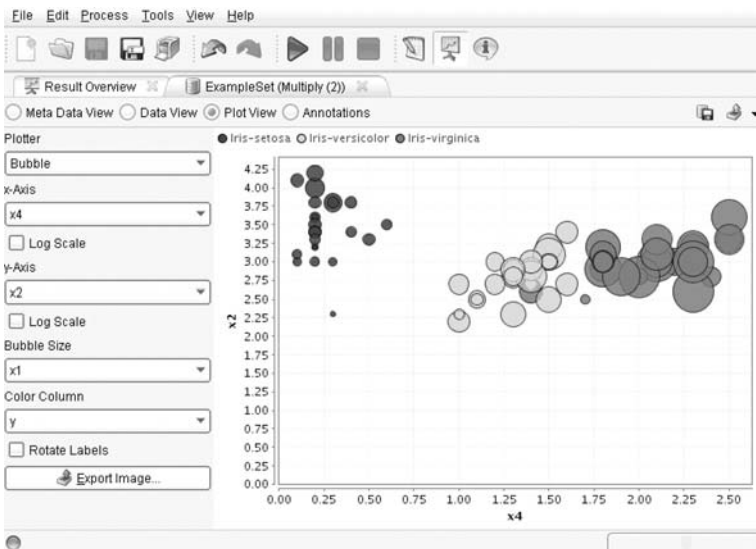 File Edit Process Tools View Help
Result Overview
ExampleSet (Multiply (2))
Meta Data View Data View Plot View Annotations
Plotter
Bubble
x-Axis
x4
Log Scale
y-Axis
x2
Log Scale
Bubble Size
x1
Color Column
y
Rotate Labels
Export Image...
Iris-setosa Iris-versicolor Iris-virginica
4.25
4.00
3.75
3.50
3.25
3.00
2.75
2.50
2.25
2.00
1.75
1.50
1.25
1.00
0.75
0.50
0.25
0.00
x2
0.00 0.25 0.50 0.75 1.00 1.25 1.50 1.75 2.00 2.25 2.50
x4